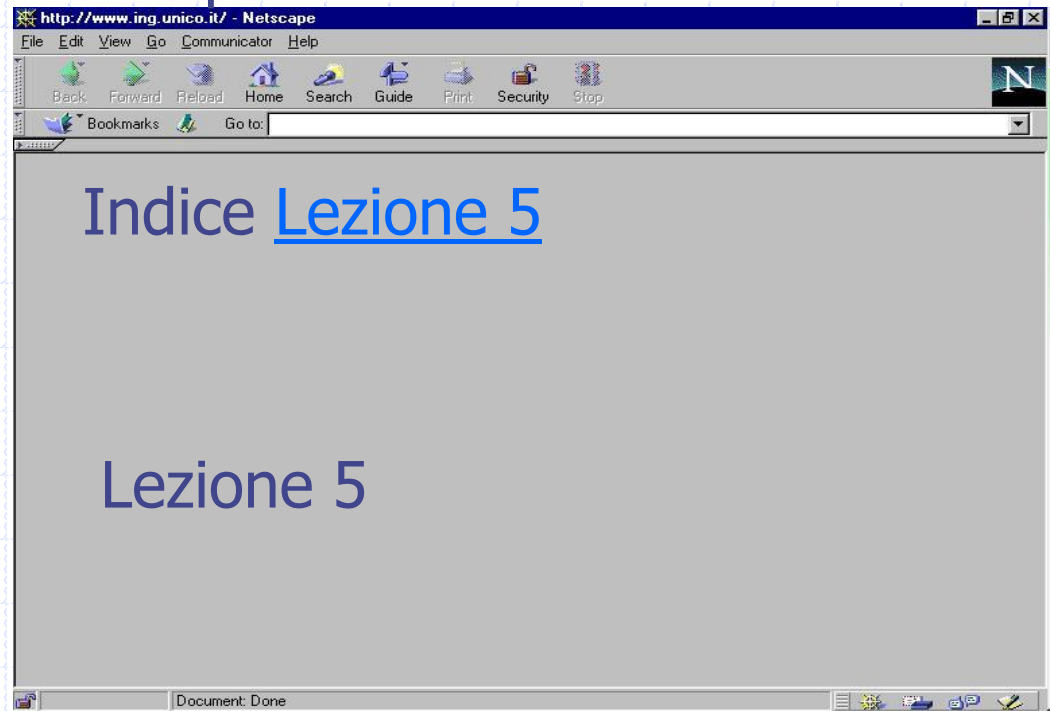 http://www.ing.unico.it/ - Netscape
File Edit View Go Communicator Help
Back Forward Reload Home Search Guide Print Security Stop
N
Bookmarks Go to:
Indice Lezione 5
Lezione 5
Document: Done